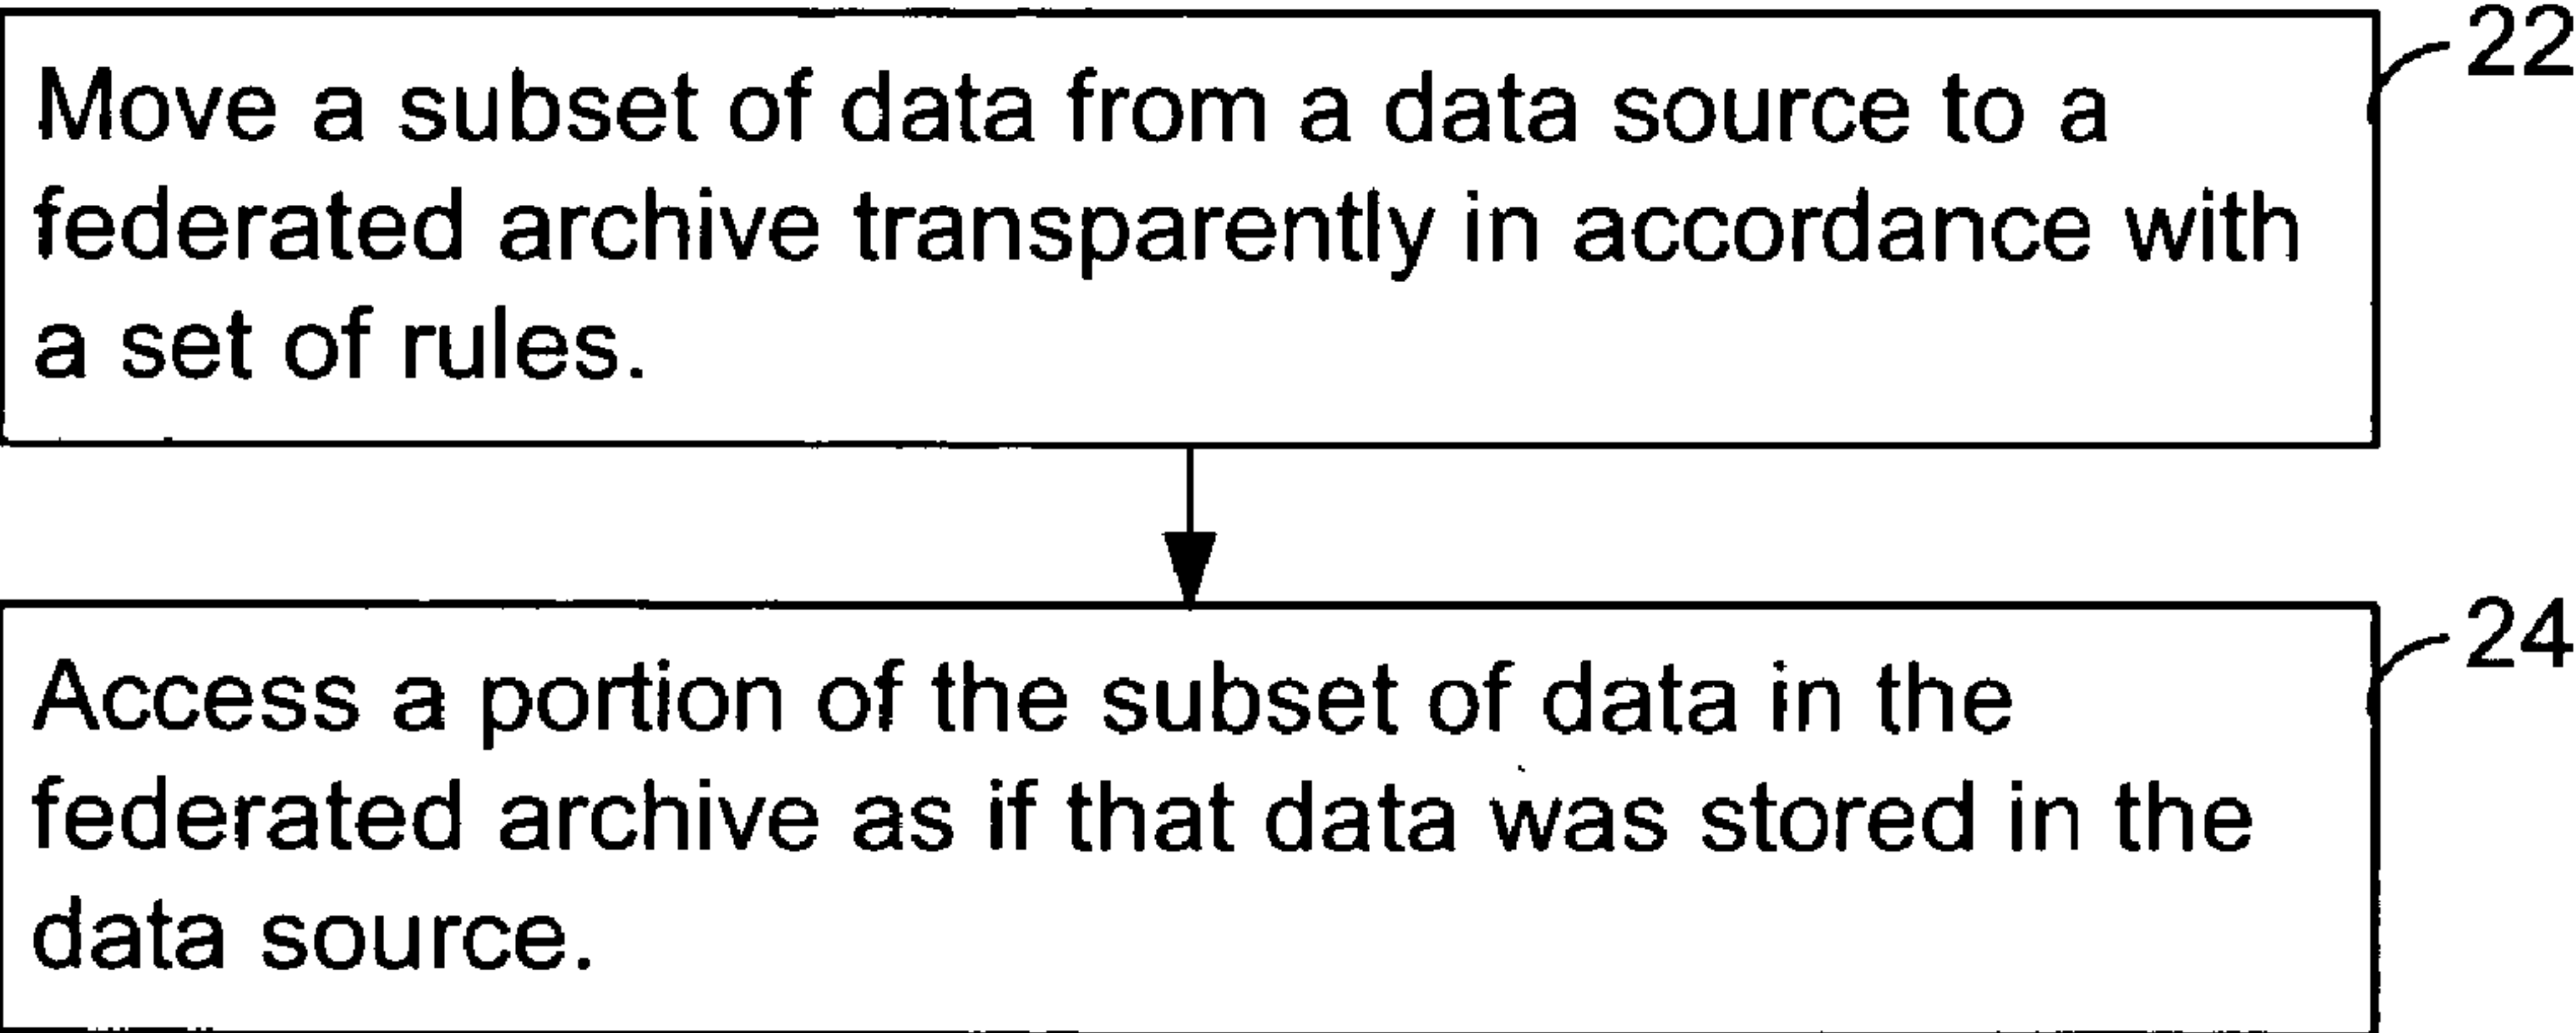 22
Move a subset of data from a data source to a
federated archive transparently in accordance with
a set of rules.
24
Access a portion of the subset of data in the
federated archive as if that data was stored in the
data source.